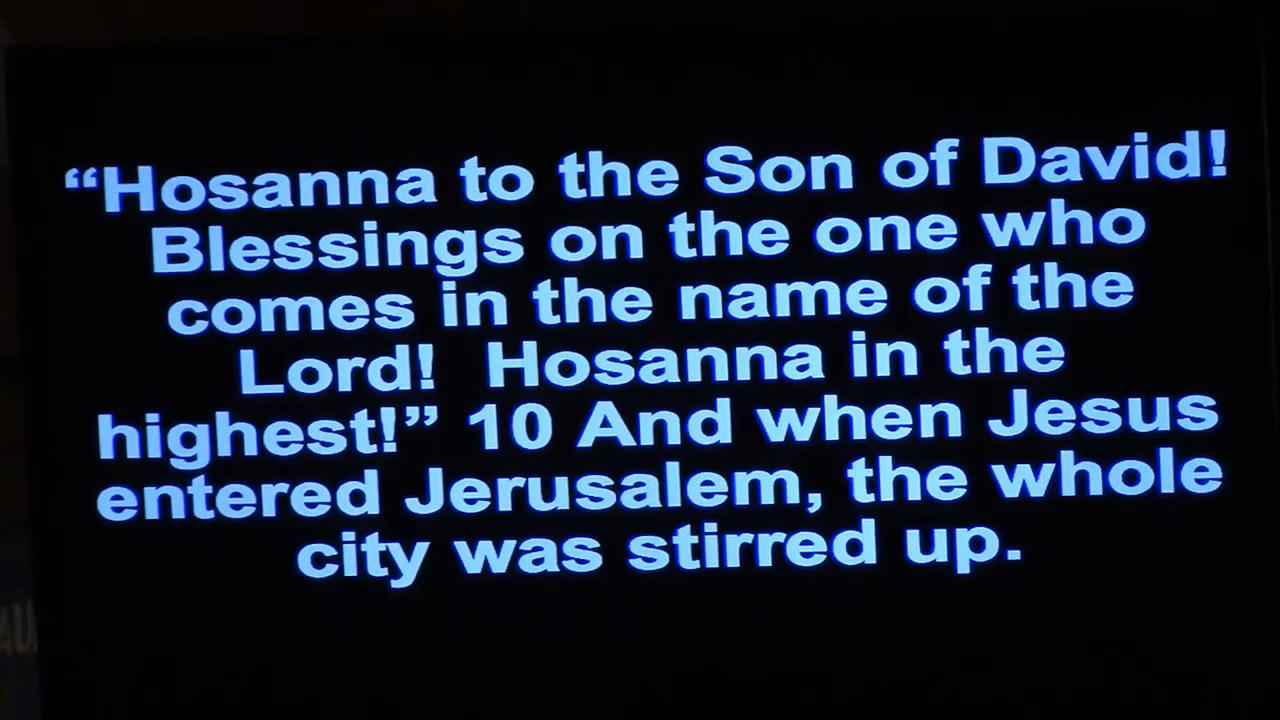 “Hosanna to the Son of David!
Blessings on the one who
comes in the name of the
Lord!  Hosanna in the
highest!” 10 And when Jesus
entered Jerusalem, the whole
city was stirred up.